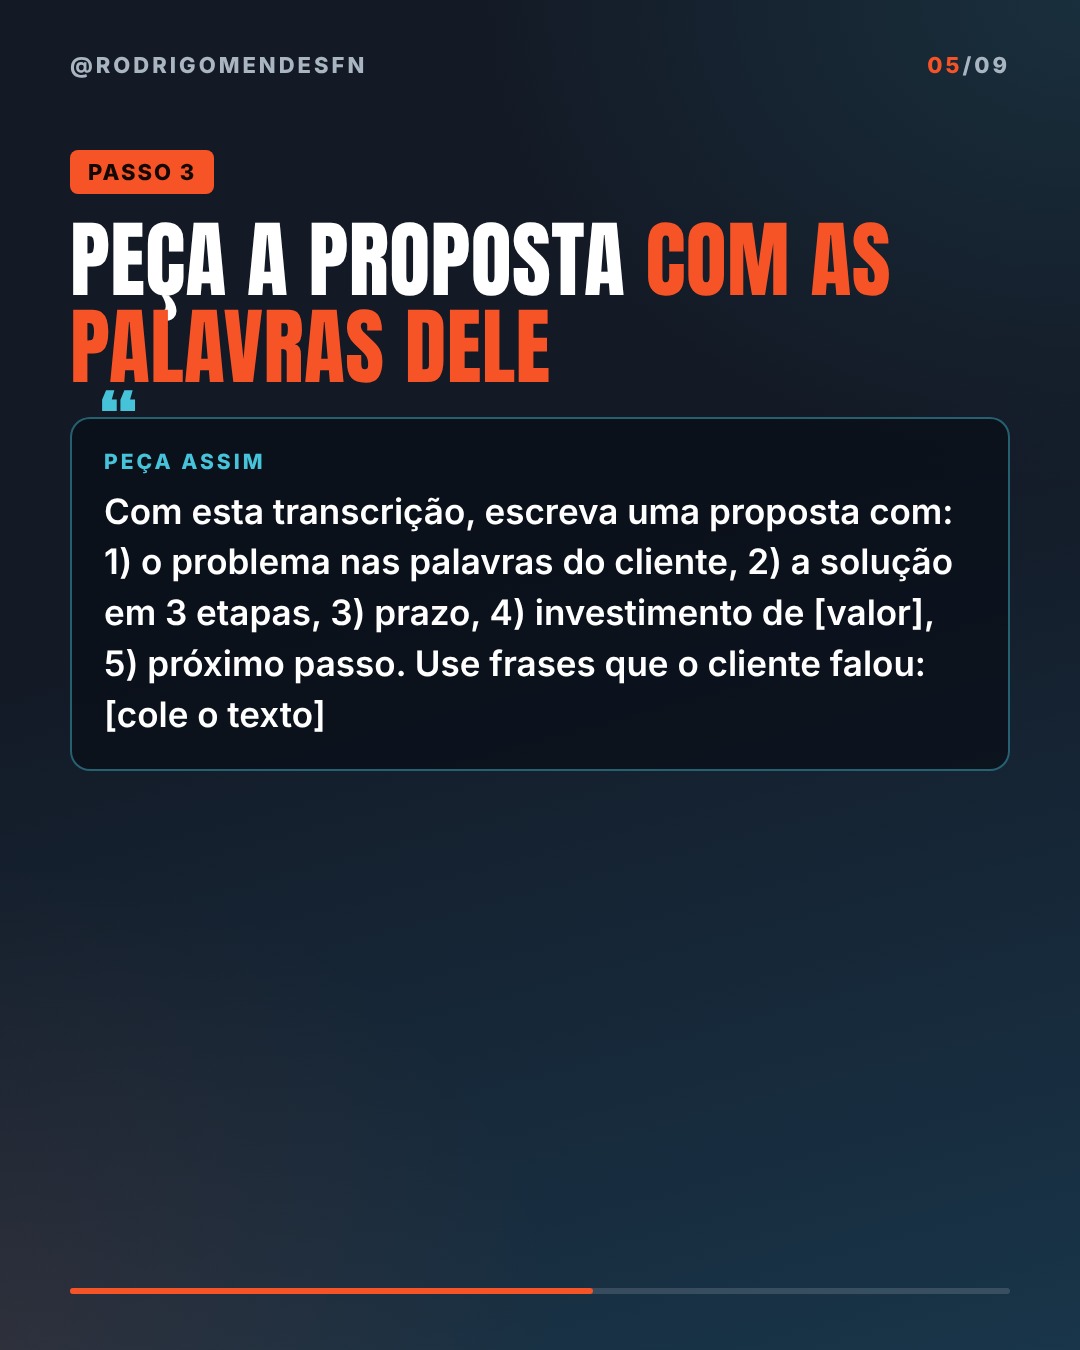 @RODRIGOMENDESFN
05/09
PASSO 3
PEÇA A PROPOSTA COM AS
PALAVRAS DELE
❝
PEÇA ASSIM
Com esta transcrição, escreva uma proposta com:
1) o problema nas palavras do cliente, 2) a solução
em 3 etapas, 3) prazo, 4) investimento de [valor],
5) próximo passo. Use frases que o cliente falou:
[cole o texto]